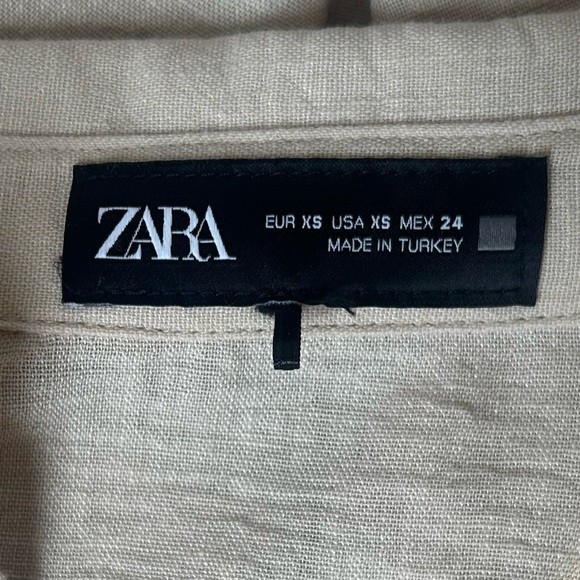 ZARA
EUR XS USA XS MEX 24
MADE IN TURKEY